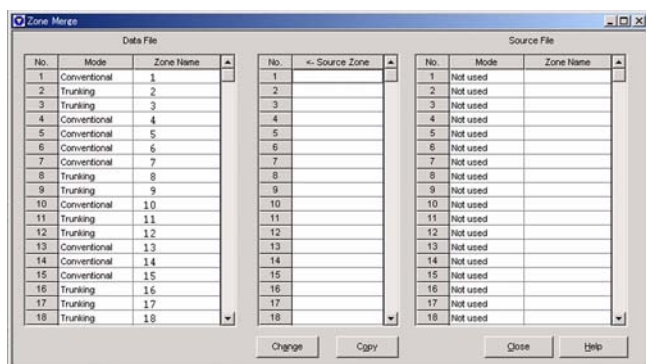 Zone Merge
Data File
Source File
No. Mode Zone Name No. <- Source Zone No. Mode Zone Name
1 Conventional 1 1 1 Not used
2 Trunking 2 2 2 Not used
3 Trunking 3 3 3 Not used
4 Conventional 4 4 4 Not used
5 Conventional 5 5 5 Not used
6 Conventional 6 6 6 Not used
7 Conventional 7 7 7 Not used
8 Trunking 8 8 8 Not used
9 Trunking 9 9 9 Not used
10 Conventional 10 10 10 Not used
11 Trunking 11 11 11 Not used
12 Trunking 12 12 12 Not used
13 Conventional 13 13 13 Not used
14 Conventional 14 14 14 Not used
15 Conventional 15 15 15 Not used
16 Trunking 16 16 16 Not used
17 Trunking 17 17 17 Not used
18 Trunking 18 18 18 Not used
Change Copy Close Help